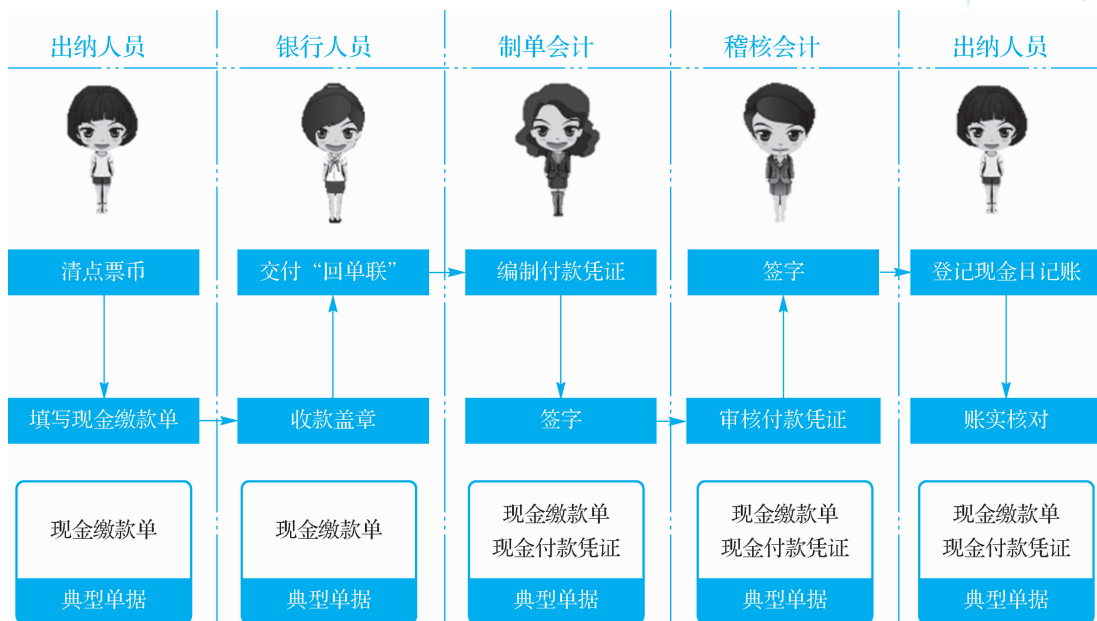 出纳人员
银行人员
制单会计
稽核会计
出纳人员
清点票币
交付“回单联”
编制付款凭证
签字
登记现金日记账
填写现金缴款单
收款盖章
签字
审核付款凭证
账实核对
现金缴款单
现金缴款单
现金缴款单
现金付款凭证
现金缴款单
现金付款凭证
现金缴款单
现金付款凭证
典型单据
典型单据
典型单据
典型单据
典型单据